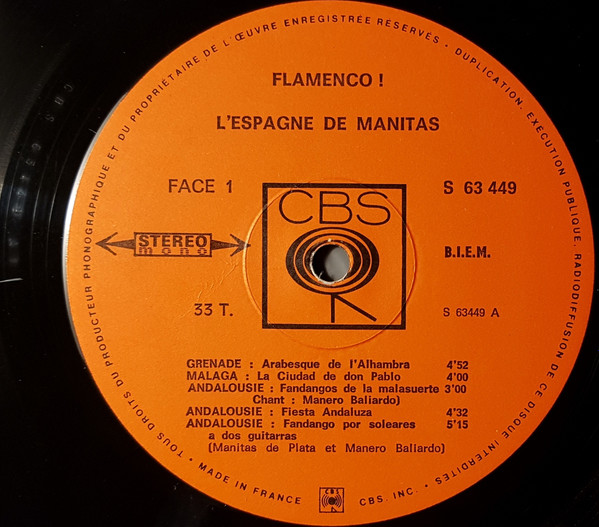 TOUS DROITS DU PRODUCTEUR PHONOGRAPHIQUE ET DU PROPRIÉTAIRE DE L'ŒUVRE ENREGISTRÉE RÉSERVÉS · DUPLICATION, EXÉCUTION PUBLIQUE, RADIODIFFUSION DE CE DISQUE INTERDITES ·
FLAMENCO !
L'ESPAGNE DE MANITAS
FACE 1
CBS
S 63 449
STEREO
mono
B.I.E.M.
33 T.
S 63449 A
GRENADE : Arabesque de l'Alhambra 4'52
MALAGA : La Ciudad de don Pablo 4'00
ANDALOUSIE : Fandangos de la malasuerte 3'00
Chant : Manero Baliardo)
ANDALOUSIE : Fiesta Andaluza 4'32
ANDALOUSIE : Fandango por soleares 5'15
a dos guitarras
(Manitas de Plata et Manero Baliardo)
· MADE IN FRANCE
CBS
CBS. INC. ·